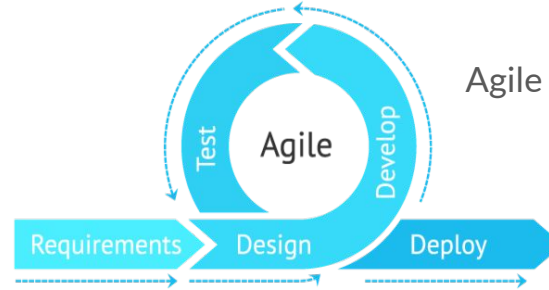 Agile
Test
Agile
Develop
Requirements
Design
Deploy